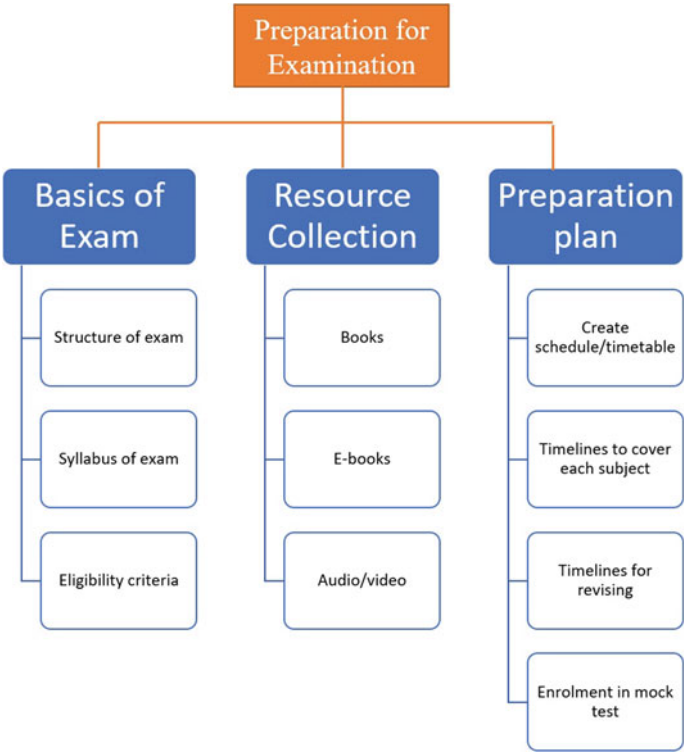 Preparation for
Examination
Basics of
Exam
Structure of exam
Syllabus of exam
Eligibility criteria
Resource
Collection
Books
E-books
Audio/video
Preparation
plan
Create
schedule/timetable
Timelines to cover
each subject
Timelines for
revising
Enrolment in mock
test